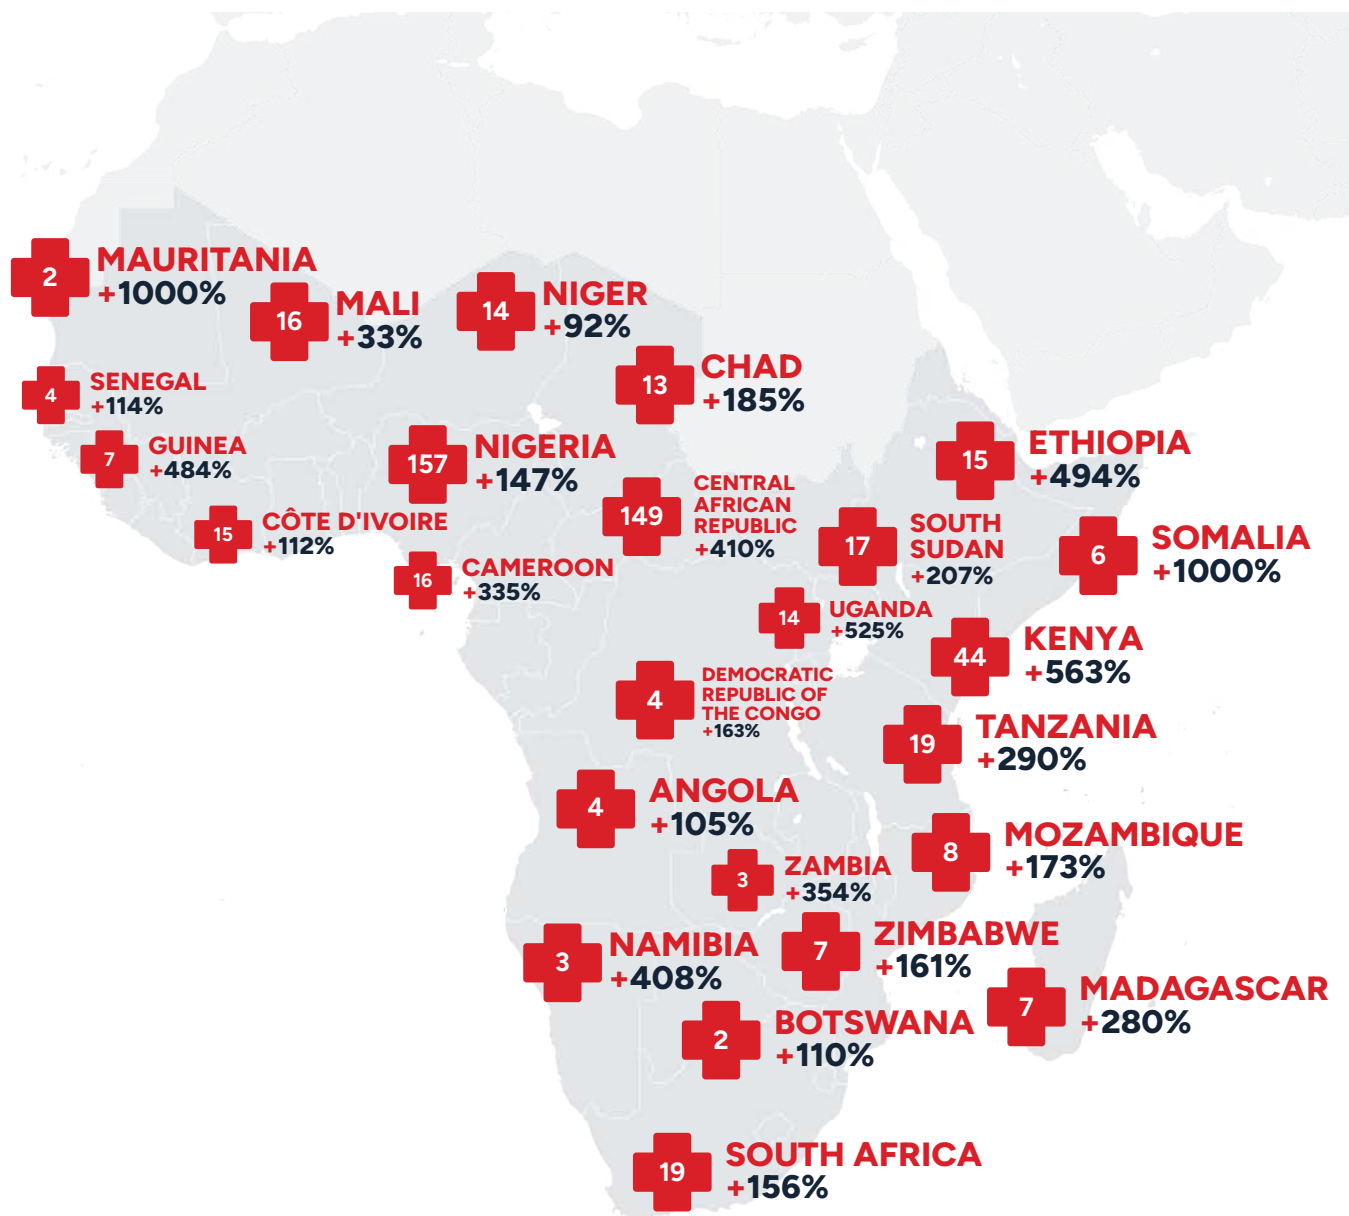 2
MAURITANIA
+1000%
16
MALI
+33%
14
NIGER
+92%
13
CHAD
+185%
4
SENEGAL
+114%
7
GUINEA
+484%
157
NIGERIA
+147%
15
ETHIOPIA
+494%
149
CENTRAL
AFRICAN
REPUBLIC
+410%
15
CÔTE D'IVOIRE
+112%
17
SOUTH
SUDAN
+207%
6
SOMALIA
+1000%
16
CAMEROON
+335%
14
UGANDA
+525%
44
KENYA
+563%
4
DEMOCRATIC
REPUBLIC OF
THE CONGO
+163%
19
TANZANIA
+290%
4
ANGOLA
+105%
8
MOZAMBIQUE
+173%
3
ZAMBIA
+354%
3
NAMIBIA
+408%
7
ZIMBABWE
+161%
7
MADAGASCAR
+280%
2
BOTSWANA
+110%
19
SOUTH AFRICA
+156%